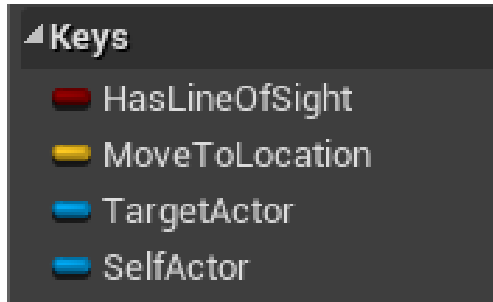 Keys
HasLineOfSight
MoveToLocation
TargetActor
SelfActor